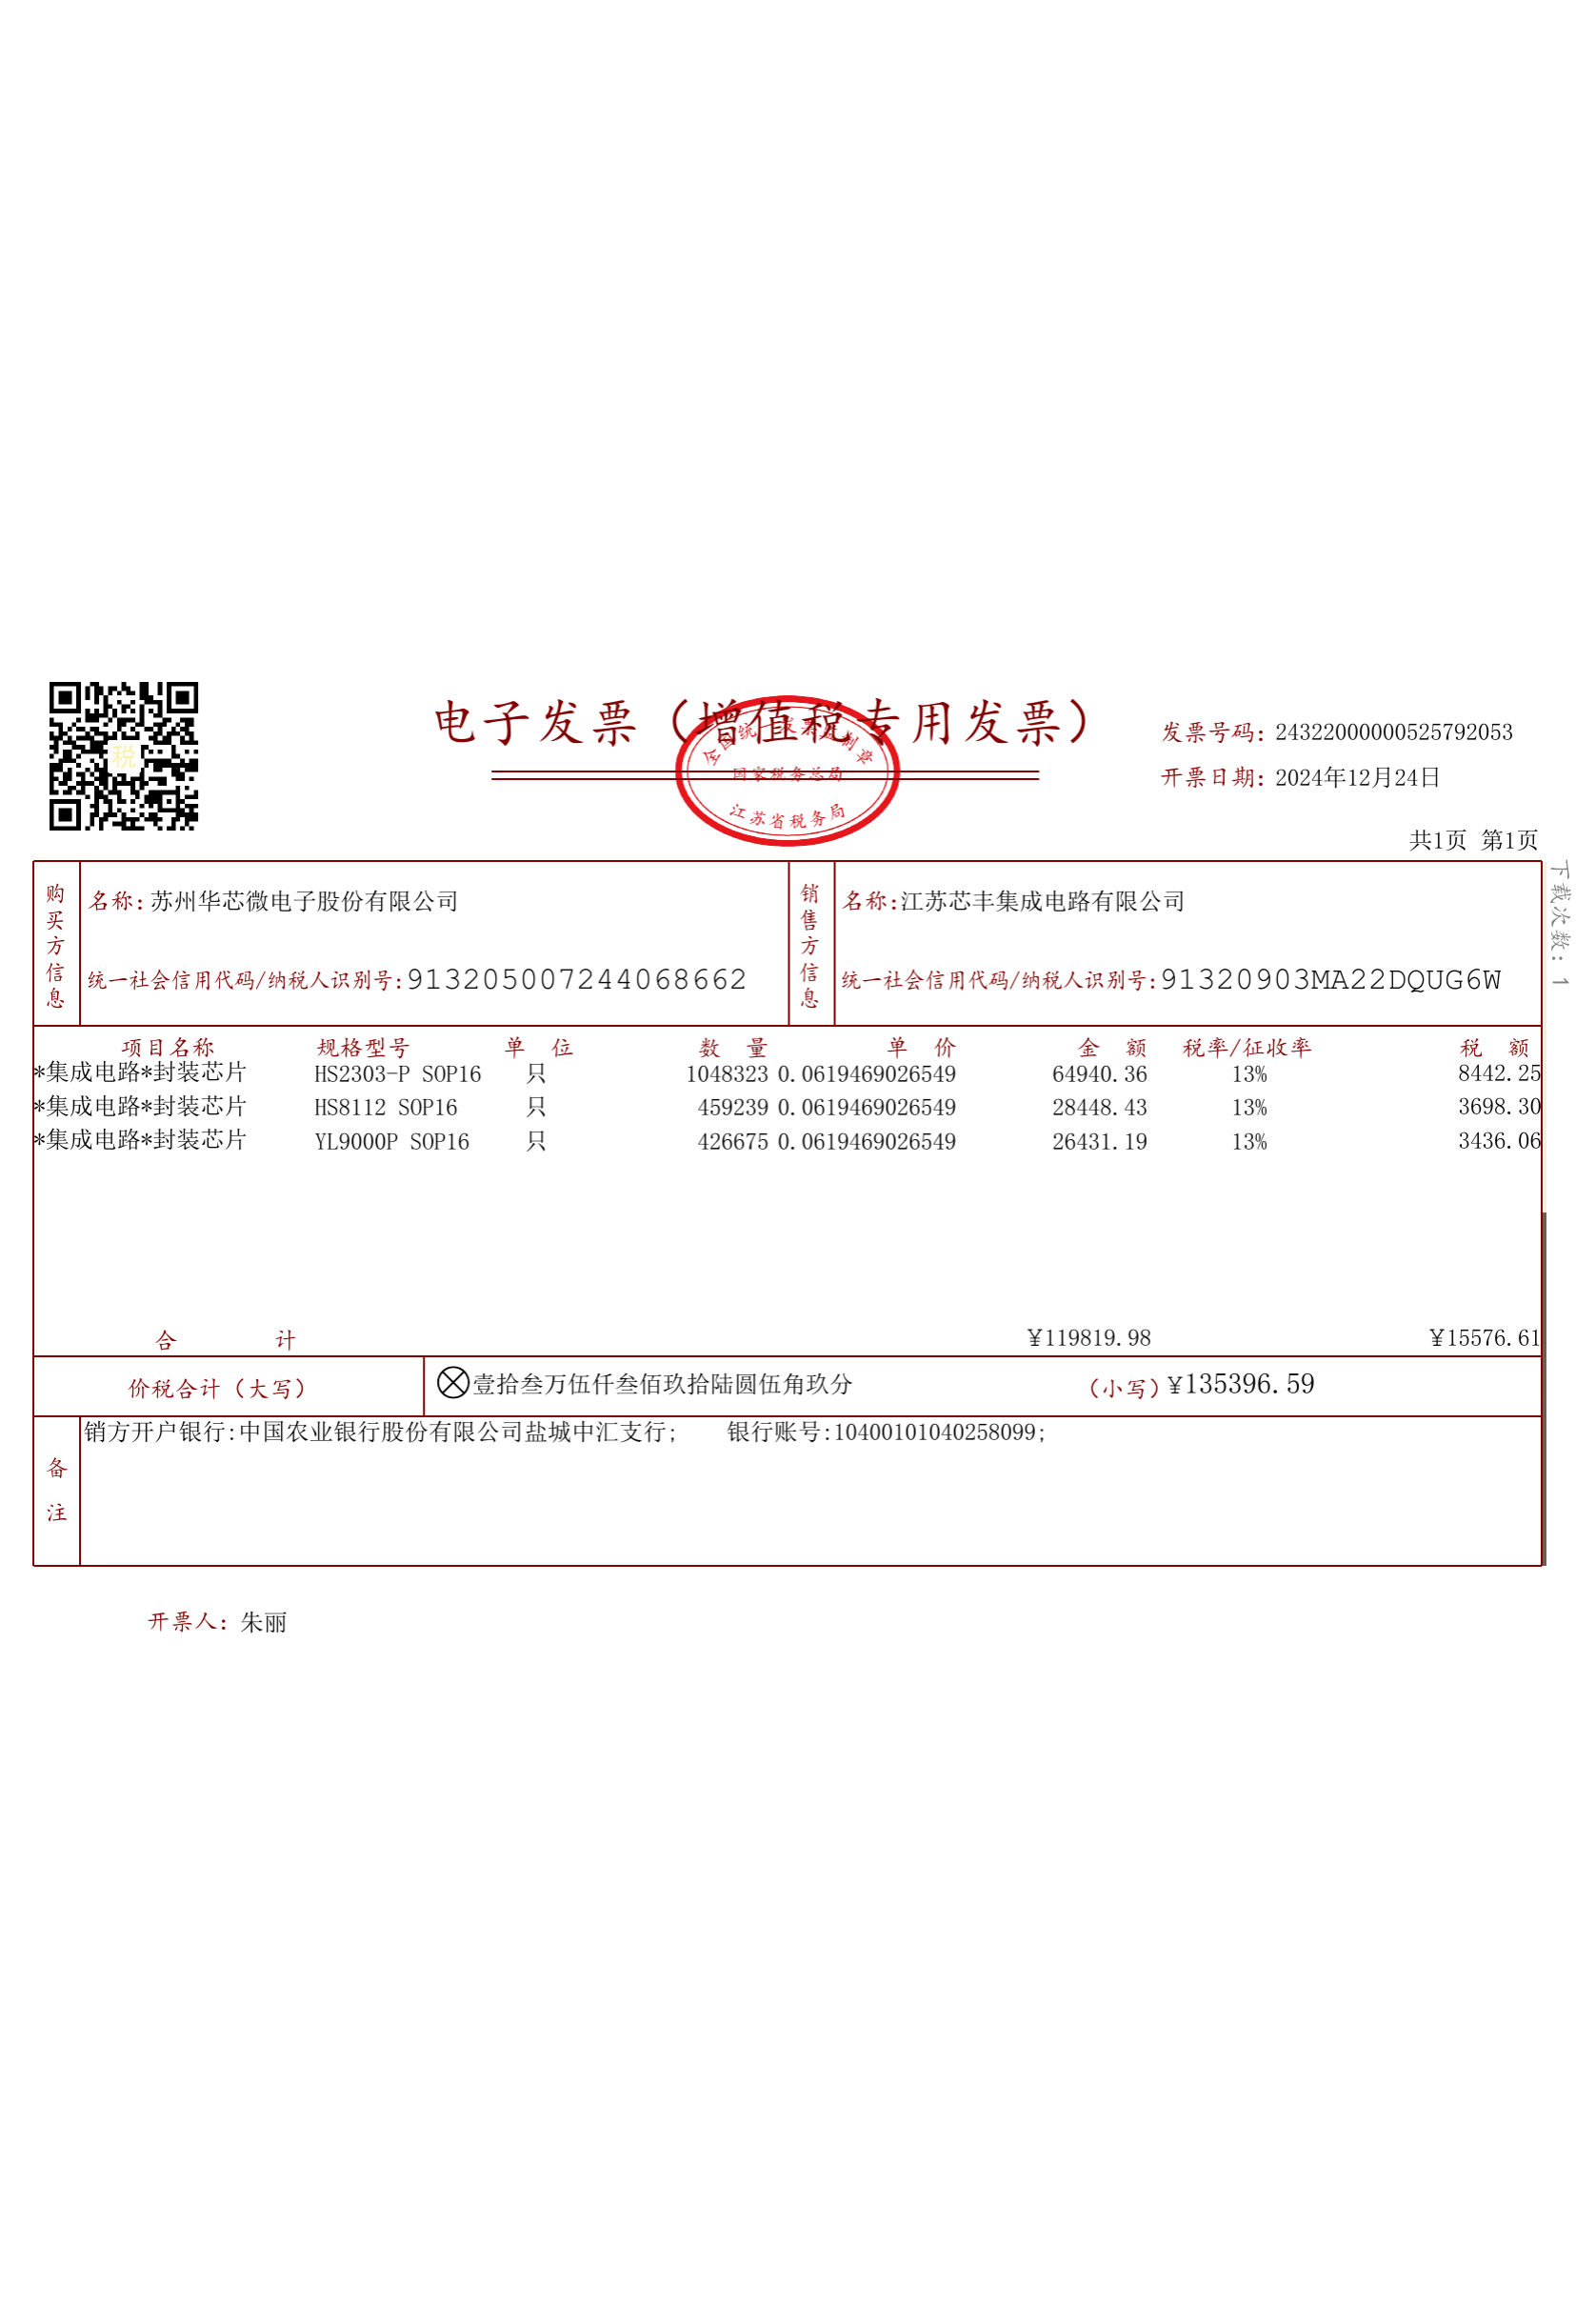 电子发票（增值税专用发票）
全国统一发票监制章
国家税务总局
江苏省税务局
税
发票号码：24322000000525792053
开票日期：2024年12月24日
共1页 第1页
下载次数：1
购买方信息
名称：苏州华芯微电子股份有限公司
统一社会信用代码/纳税人识别号：913205007244068662
销售方信息
名称：江苏芯丰集成电路有限公司
统一社会信用代码/纳税人识别号：91320903MA22DQUG6W
项目名称 规格型号 单 位 数 量 单 价 金 额 税率/征收率 税 额
*集成电路*封装芯片 HS2303-P SOP16 只 1048323 0.0619469026549 64940.36 13% 8442.25
*集成电路*封装芯片 HS8112 SOP16 只 459239 0.0619469026549 28448.43 13% 3698.30
*集成电路*封装芯片 YL9000P SOP16 只 426675 0.0619469026549 26431.19 13% 3436.06
合 计 ¥119819.98 ¥15576.61
价税合计（大写） ⊗壹拾叁万伍仟叁佰玖拾陆圆伍角玖分 （小写）¥135396.59
备注
销方开户银行:中国农业银行股份有限公司盐城中汇支行; 银行账号:10400101040258099;
开票人：朱丽